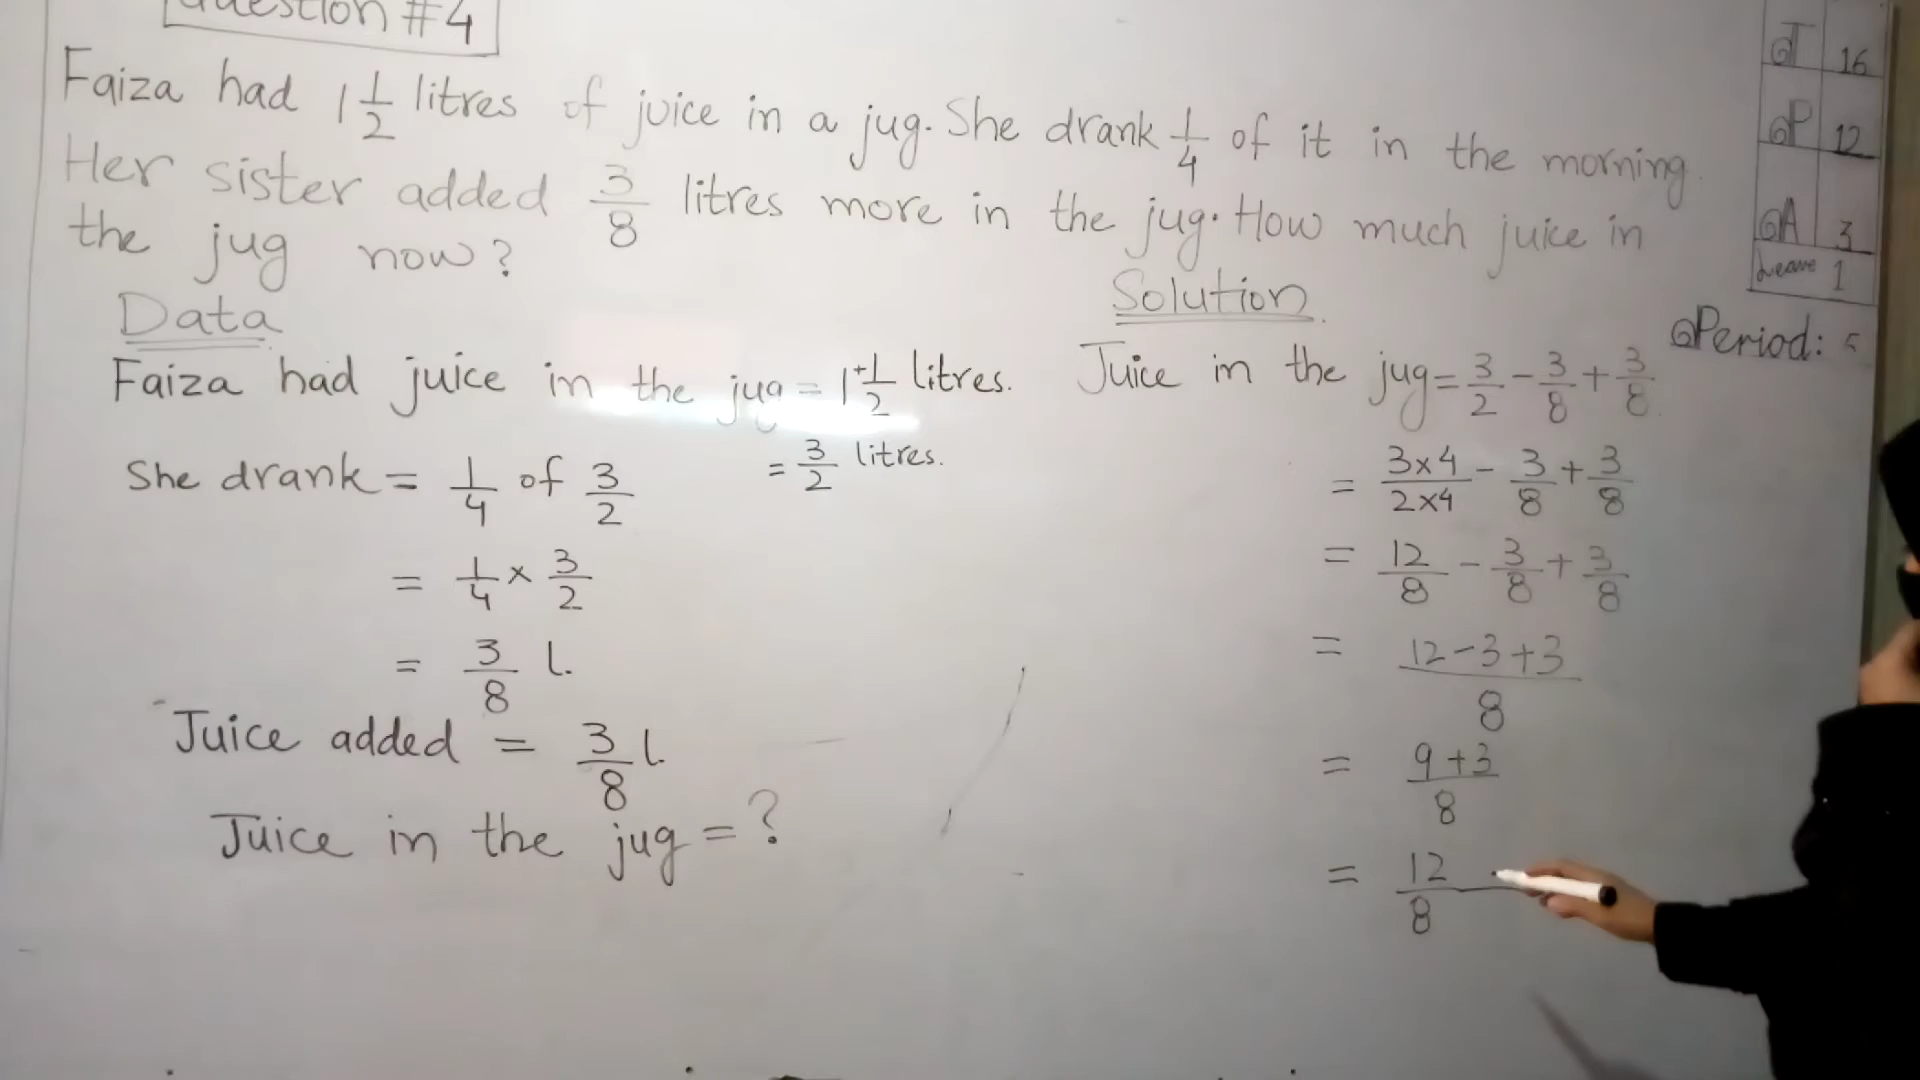 Question #4
Faiza had 1 1/2 litres of juice in a jug. She drank 1/4 of it in the morning.
Her sister added 3/8 litres more in the jug. How much juice in
the jug now?
Data
Faiza had juice in the jug = 1 1/2 litres.
= 3/2 litres.
She drank = 1/4 of 3/2
= 1/4 × 3/2
= 3/8 l.
Juice added = 3/8 l.
Juice in the jug = ?
Solution
Juice in the jug = 3/2 - 3/8 + 3/8
= 3×4/2×4 - 3/8 + 3/8
= 12/8 - 3/8 + 3/8
= 12-3+3/8
= 9+3/8
= 12/8
T 16
P 12
A 3
Leave 1
Period: 5